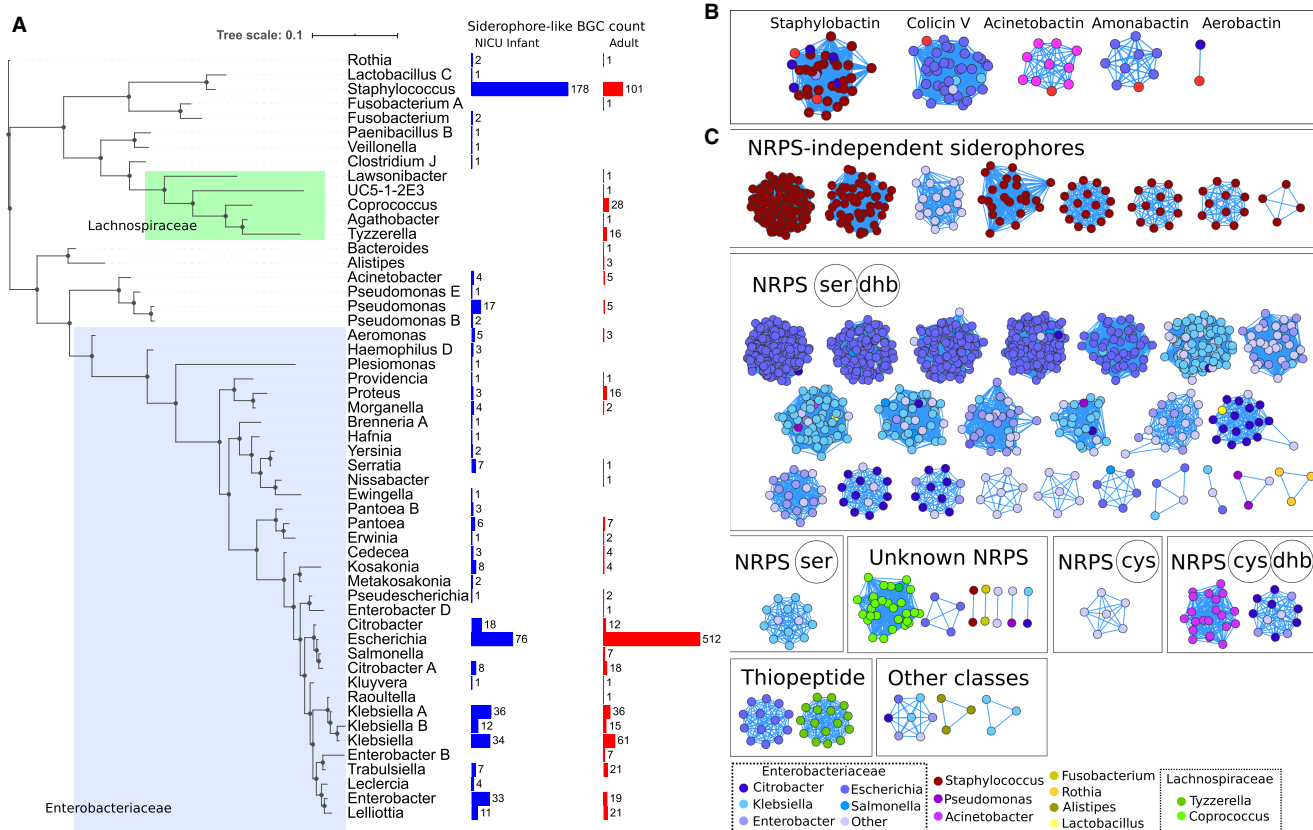 A
Tree scale: 0.1
Siderophore-like BGC count
NICU Infant Adult
Rothia 2 1
Lactobacillus C 1
Staphylococcus 178 101
Fusobacterium A 1
Fusobacterium 2
Paenibacillus B 1
Veillonella 1
Clostridium J 1
Lawsonibacter 1
UC5-1-2E3 1
Coprococcus 28
Lachnospiraceae
Agathobacter 1
Tyzzerella 16
Bacteroides 1
Alistipes 3
Acinetobacter 4 5
Pseudomonas E 1
Pseudomonas 17 5
Pseudomonas B 2
Aeromonas 5 3
Haemophilus D 3
Plesiomonas 1
Providencia 1 1
Proteus 3 16
Morganella 4 2
Brenneria A 1
Hafnia 1
Yersinia 2
Serratia 7 1
Nissabacter 1
Ewingella 1
Pantoea B 3
Pantoea 6 7
Erwinia 1 2
Cedecea 3 4
Kosakonia 8 4
Metakosakonia 2
Pseudescherichia 1 2
Enterobacter D 1
Citrobacter 18 12
Escherichia 76 512
Salmonella 7
Citrobacter A 8 18
Kluyvera 1 1
Raoultella 1
Klebsiella A 36 36
Klebsiella B 12 15
Klebsiella 34 61
Enterobacter B 7
Trabulsiella 7 21
Leclercia 4
Enterobacter 33 19
Enterobacteriaceae
Lelliottia 11 21
B
Staphylobactin Colicin V Acinetobactin Amonabactin Aerobactin
C
NRPS-independent siderophores
NRPS ser dhb
NRPS ser
Unknown NRPS
NRPS cys
NRPS cys dhb
Thiopeptide
Other classes
Enterobacteriaceae
Citrobacter
Klebsiella
Enterobacter
Escherichia
Salmonella
Other
Staphylococcus
Pseudomonas
Acinetobacter
Fusobacterium
Rothia
Alistipes
Lactobacillus
Lachnospiraceae
Tyzzerella
Coprococcus